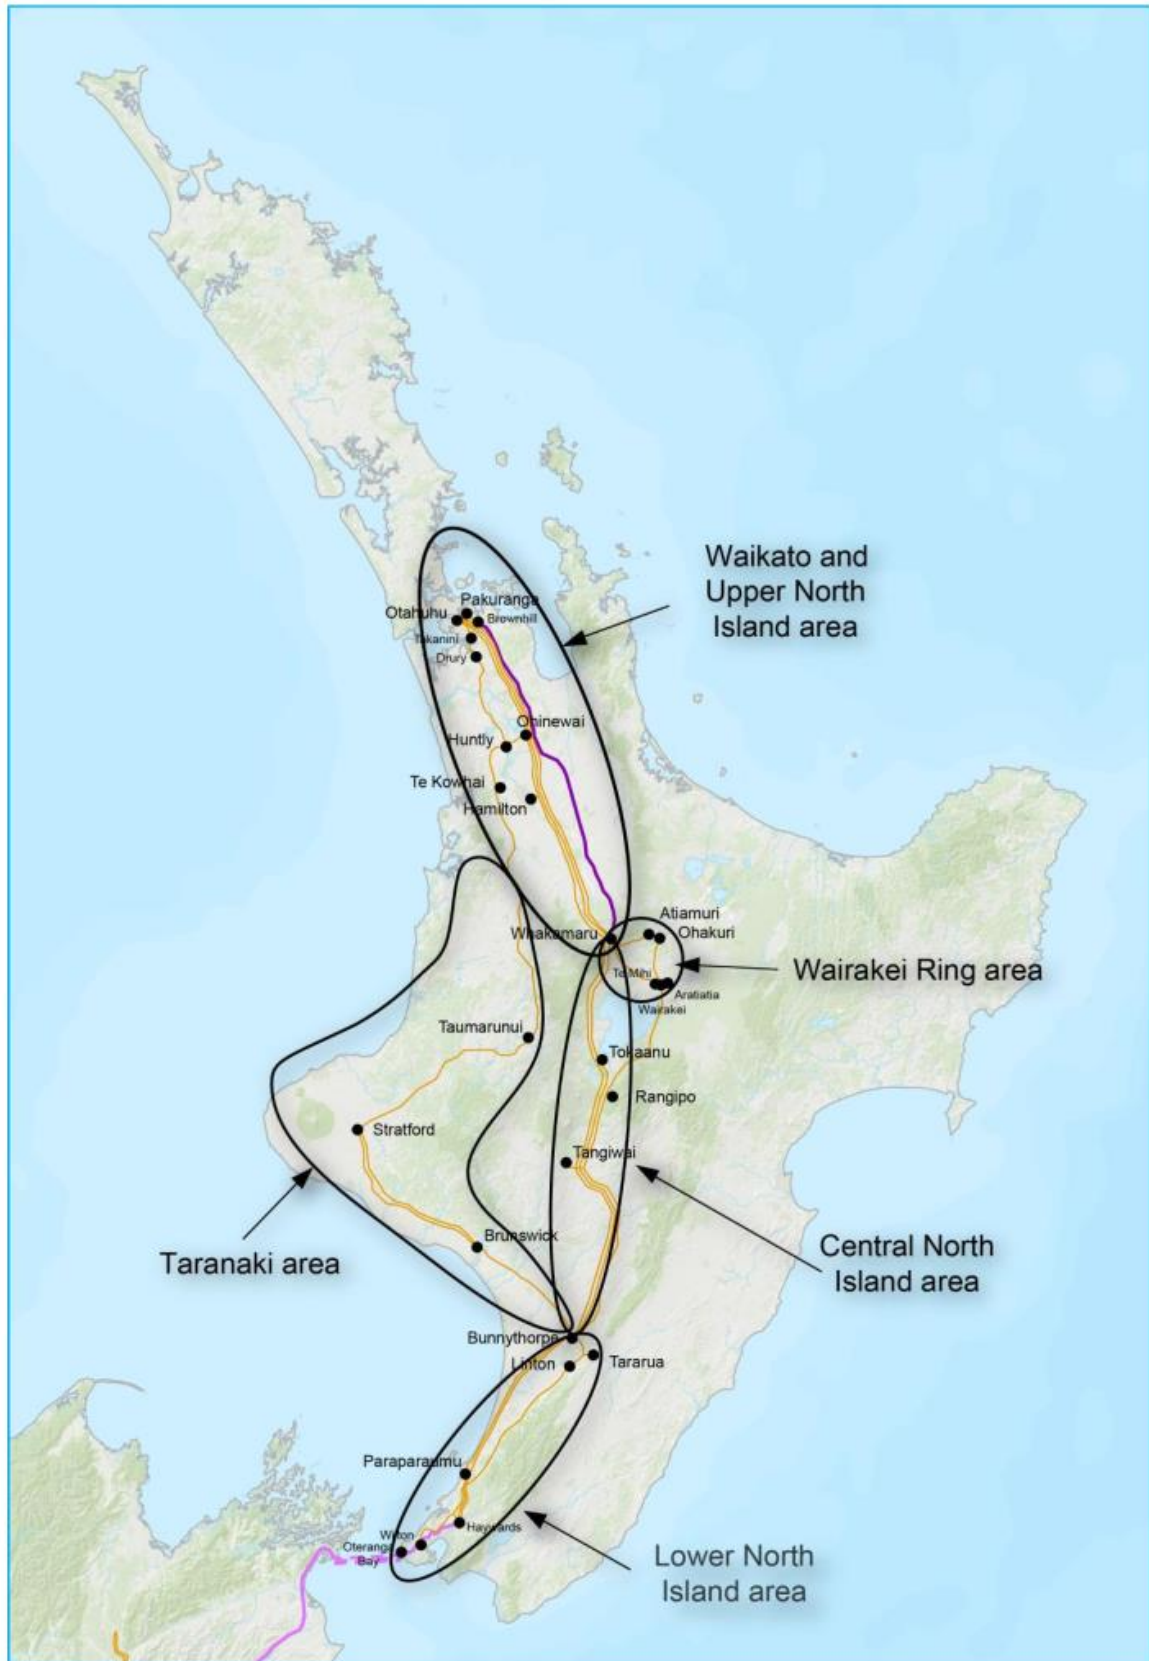 Waikato and
Upper North
Island area
Pakuranga
Otahuhu
Brownhill
Takanini
Drury
Ohinewai
Huntly
Te Kowhai
Hamilton
Atiamuri
Whakamaru
Ohakuri
Wairakei Ring area
Te Mihi
Aratiatia
Wairakei
Taumarunui
Tokaanu
Rangipo
Stratford
Tangiwai
Brunswick
Central North
Island area
Taranaki area
Bunnythorpe
Linton
Tararua
Paraparaumu
Haywards
Wilton
Oteranga
Bay
Lower North
Island area